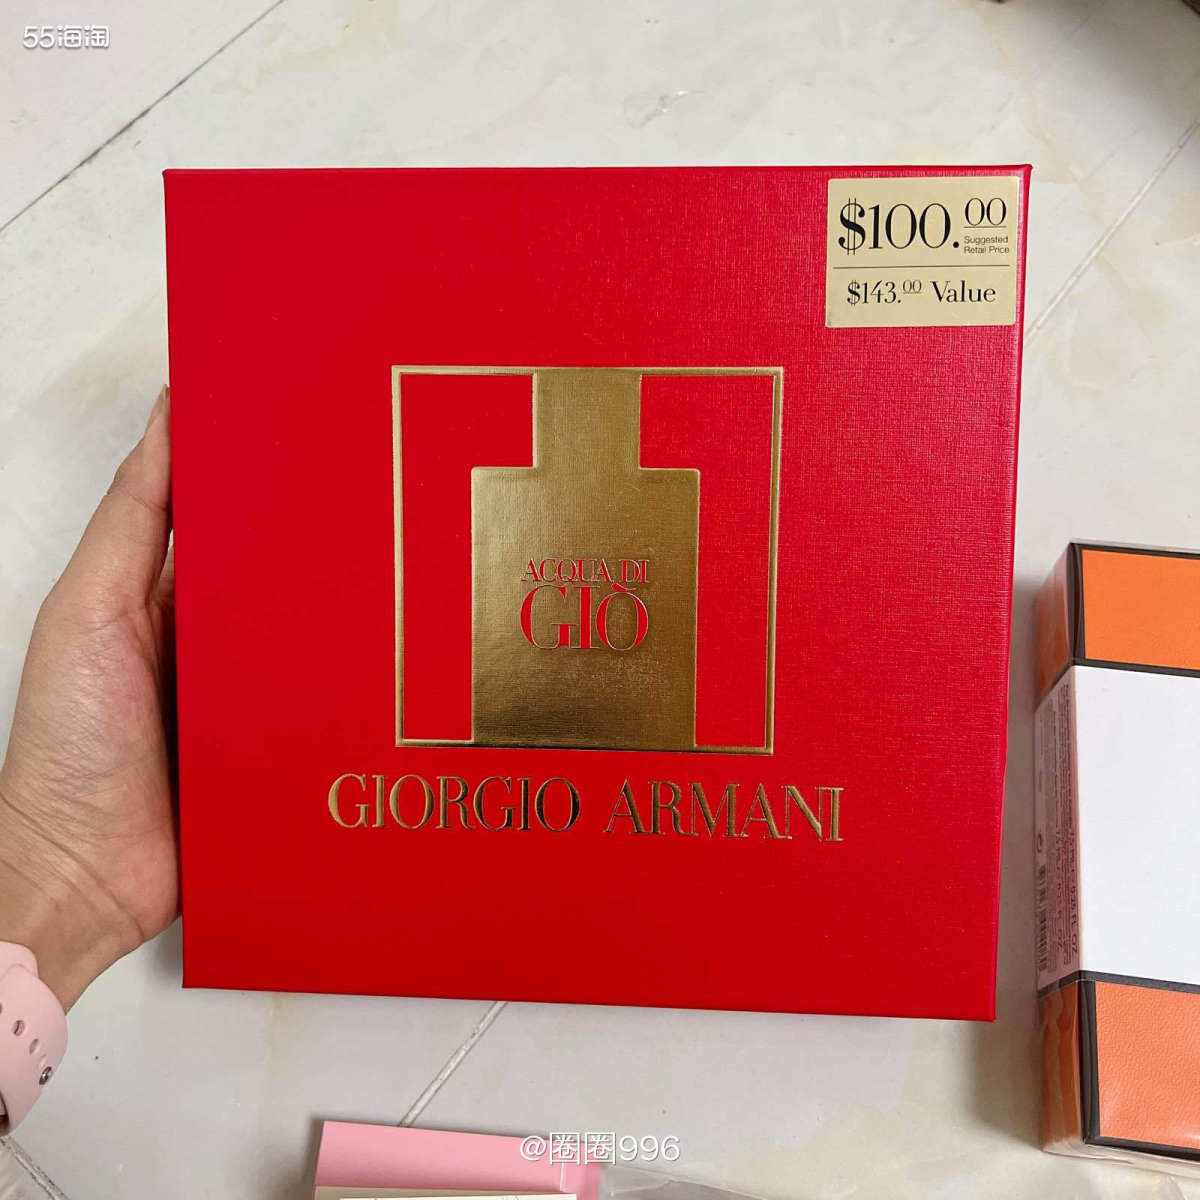 55海淘
$100.00
Suggested
Retail Price
$143.00 Value
ACQUA DI
GIÒ
GIORGIO ARMANI
@圈圈996